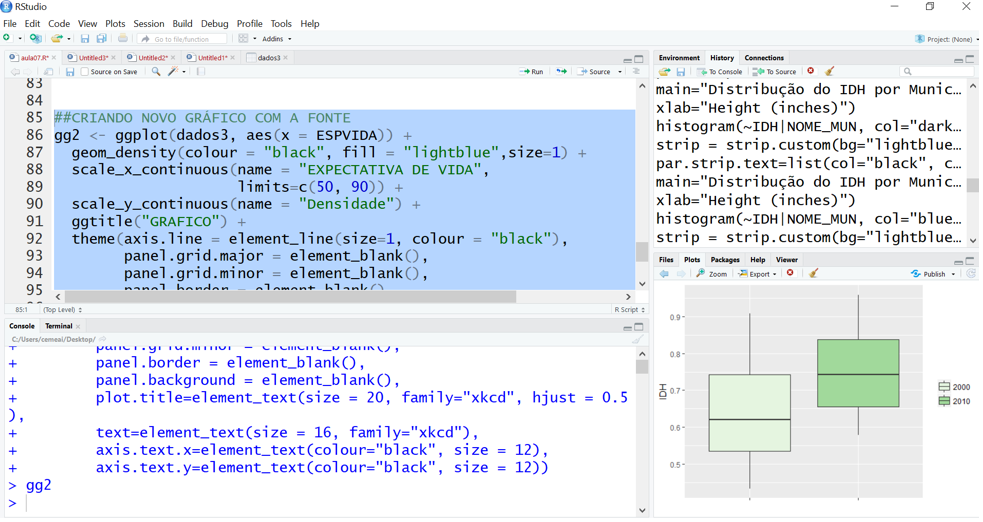 RStudio
File Edit Code View Plots Session Build Debug Profile Tools Help
Go to file/function Addins Project: (None)
aula07.R* Untitled3* Untitled2* Untitled1* dados3
Source on Save Run Source
83
84
85 ##CRIANDO NOVO GRÁFICO COM A FONTE
86 gg2 <- ggplot(dados3, aes(x = ESPVIDA)) +
87 geom_density(colour = "black", fill = "lightblue",size=1) +
88 scale_x_continuous(name = "EXPECTATIVA DE VIDA",
89 limits=c(50, 90)) +
90 scale_y_continuous(name = "Densidade") +
91 ggtitle("GRAFICO") +
92 theme(axis.line = element_line(size=1, colour = "black"),
93 panel.grid.major = element_blank(),
94 panel.grid.minor = element_blank(),
95 panel.border = element_blank()
85:1 (Top Level) R Script
Console Terminal
C:/Users/cemeai/Desktop/
+ panel.grid.minor = element_blank(),
+ panel.border = element_blank(),
+ panel.background = element_blank(),
+ plot.title=element_text(size = 20, family="xkcd", hjust = 0.5
),
+ text=element_text(size = 16, family="xkcd"),
+ axis.text.x=element_text(colour="black", size = 12),
+ axis.text.y=element_text(colour="black", size = 12))
> gg2
>
Environment History Connections
To Console To Source
main="Distribução do IDH por Munic…
xlab="Height (inches)")
histogram(~IDH|NOME_MUN, col="dark…
strip = strip.custom(bg="lightblue…
par.strip.text=list(col="black", c…
main="Distribução do IDH por Munic…
xlab="Height (inches)")
histogram(~IDH|NOME_MUN, col="blue…
strip = strip.custom(bg="lightblue…
Files Plots Packages Help Viewer
Zoom Export Publish
0.9
0.8
0.7
0.6
0.5
IDH
2000
2010